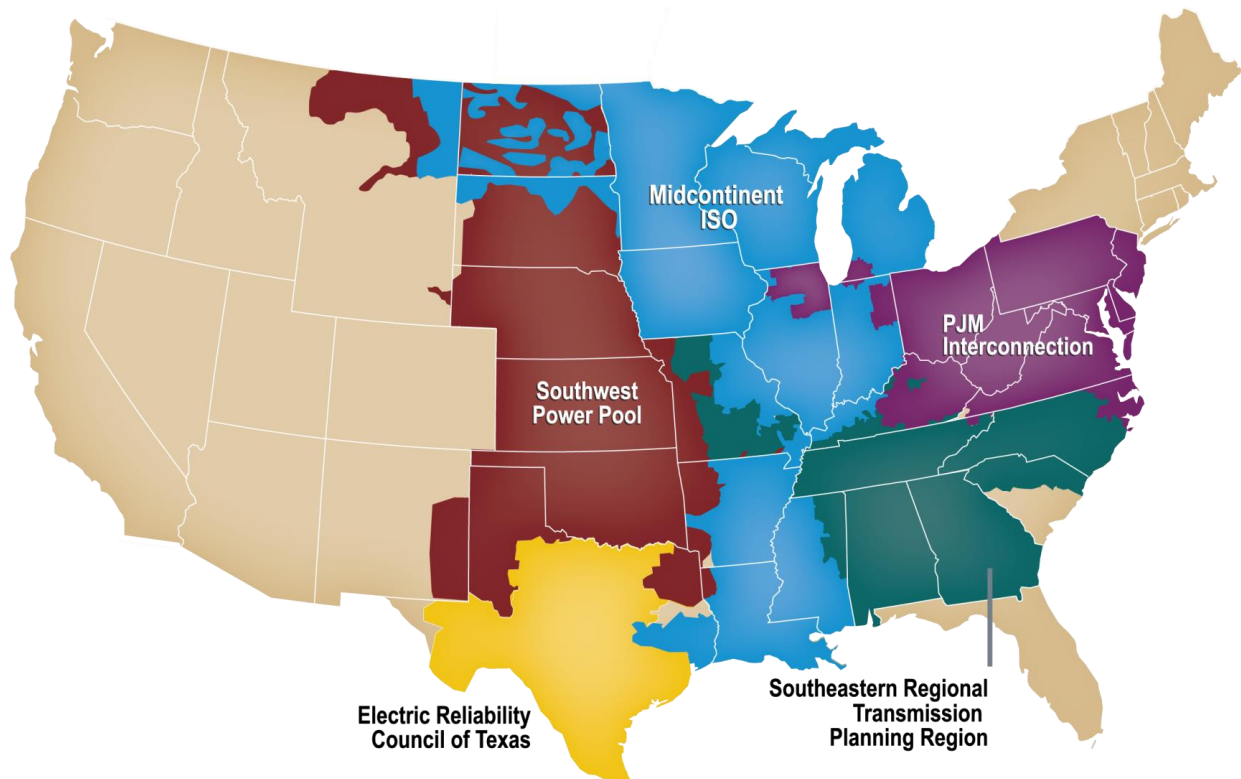 Midcontinent
ISO
PJM
Interconnection
Southwest
Power Pool
Electric Reliability
Council of Texas
Southeastern Regional
Transmission
Planning Region